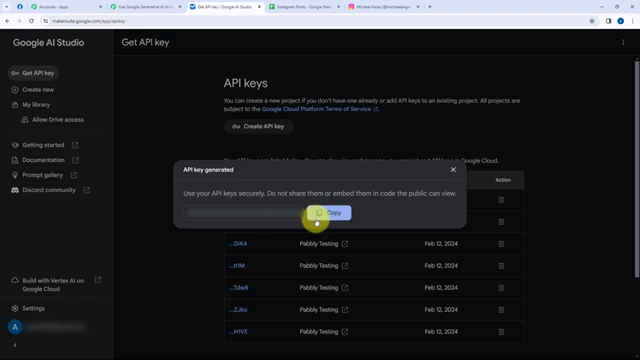 Accounts - Apps
Use Google Generative AI to A
Get API key | Google AI Studio
Instagram Posts - Google Shee
Micheal Karav (@michealengo
makersuite.google.com/app/apikey
Google AI Studio
Get API key
Get API key
Create new
My library
Allow Drive access
Getting started
Documentation
Prompt gallery
Discord community
Build with Vertex AI on
Google Cloud
Settings
A
API keys
You can create a new project if you don't have one already or add API keys to an existing project. All projects are
subject to the Google Cloud Platform Terms of Service
Create API key
Action
API key generated
Use your API keys securely. Do not share them or embed them in code the public can view.
Copy
...DiK4 Pabbly Testing Feb 12, 2024
Pabbly Testing Feb 12, 2024
...Tdw8 Pabbly Testing Feb 12, 2024
...ZJko Pabbly Testing Feb 12, 2024
...H1VE Pabbly Testing Feb 12, 2024